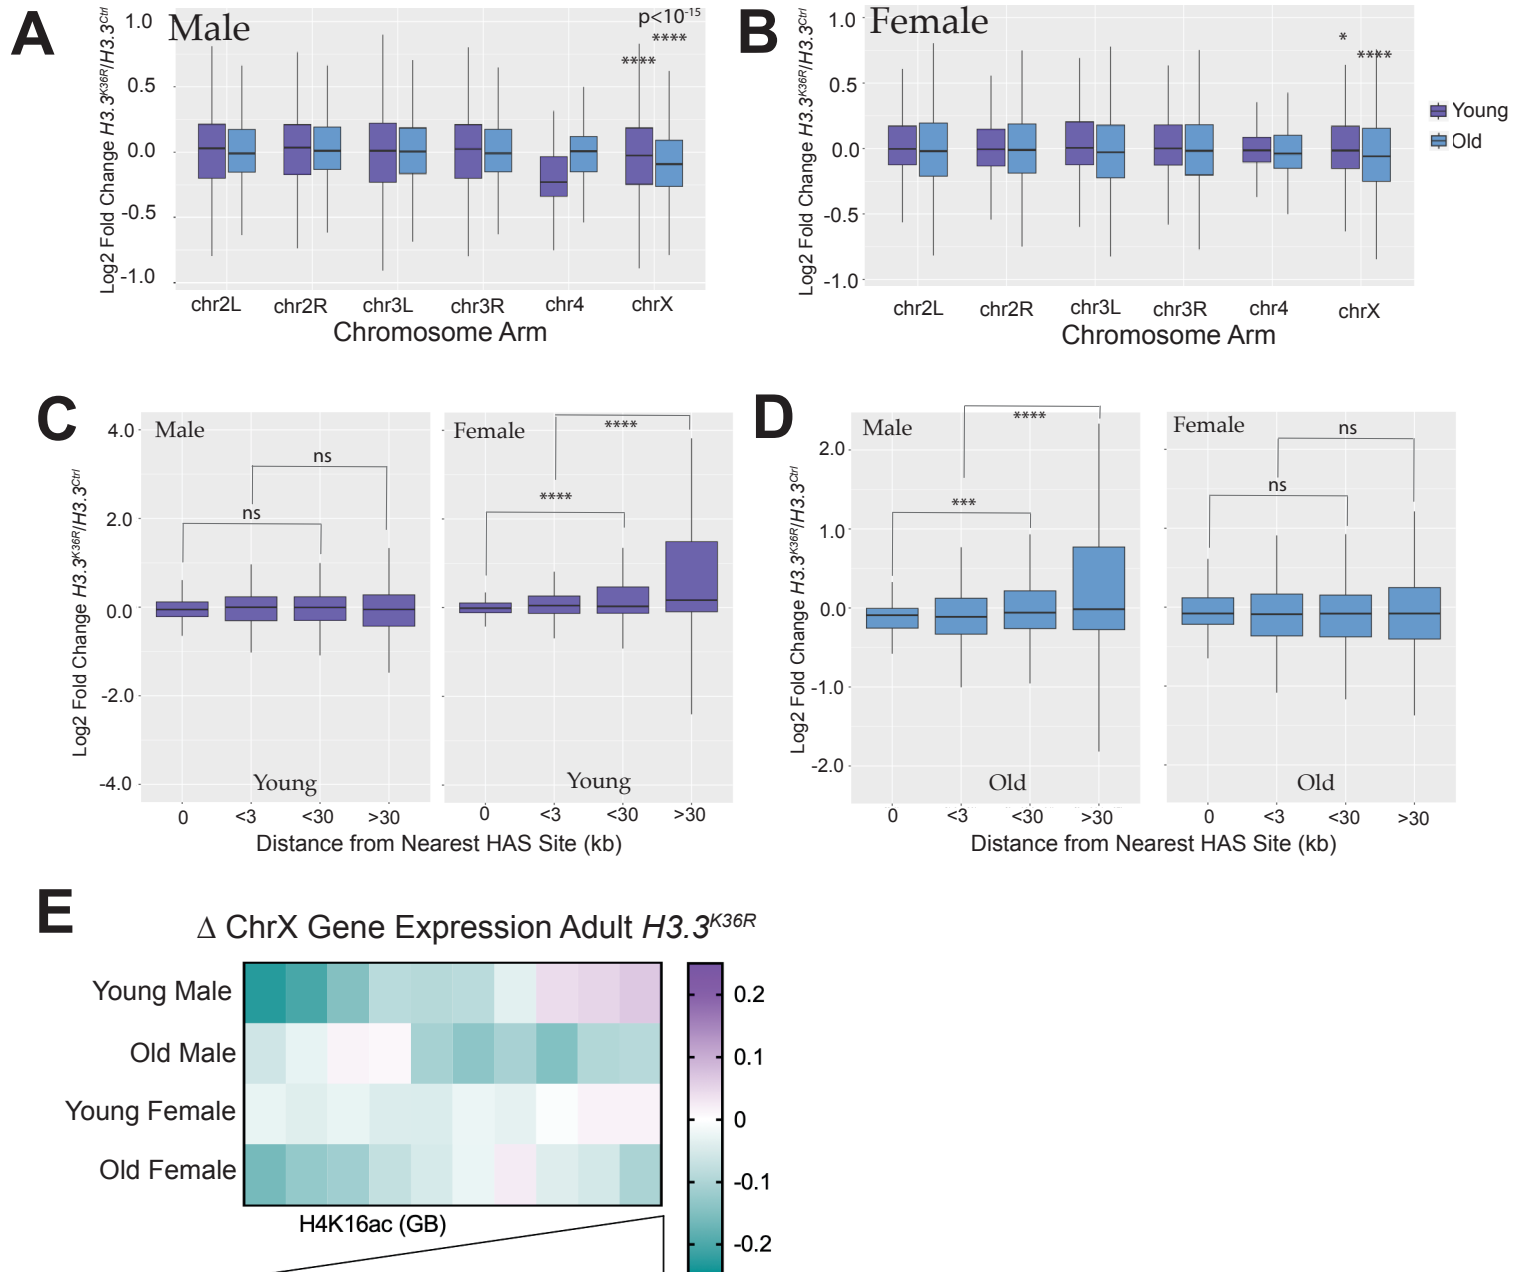 A
Male
p<10-15
****
****
Log2 Fold Change H3.3K36R/H3.3Ctrl
1.0
0.5
0.0
-0.5
-1.0
chr2L chr2R chr3L chr3R chr4 chrX
Chromosome Arm
B
Female
*
****
Log2 Fold Change H3.3K36R/H3.3Ctrl
1.0
0.5
0.0
-0.5
-1.0
chr2L chr2R chr3L chr3R chr4 chrX
Chromosome Arm
Young
Old
C
Male
ns
ns
Young
Female
****
****
Young
Log2 Fold Change H3.3K36R/H3.3Ctrl
4.0
2.0
0.0
-2.0
-4.0
0 <3 <30 >30 0 <3 <30 >30
Distance from Nearest HAS Site (kb)
D
Male
****
***
Old
Female
ns
ns
Old
Log2 Fold Change H3.3K36R/H3.3Ctrl
2.0
1.0
0.0
-1.0
-2.0
0 <3 <30 >30 0 <3 <30 >30
Distance from Nearest HAS Site (kb)
E
Δ ChrX Gene Expression Adult H3.3K36R
Young Male
Old Male
Young Female
Old Female
H4K16ac (GB)
0.2
0.1
0
-0.1
-0.2